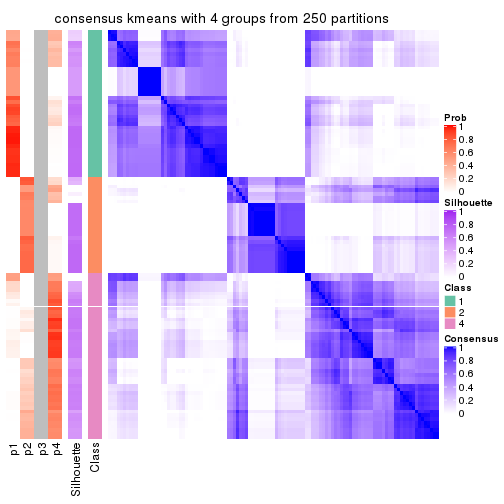 consensus kmeans with 4 groups from 250 partitions
Prob
1
0.8
0.6
0.4
0.2
0
Silhouette
1
0.8
0.6
0.4
0.2
0
Class
1
2
4
Consensus
1
0.8
0.6
0.4
0.2
0
p1
p2
p3
p4
Silhouette
Class